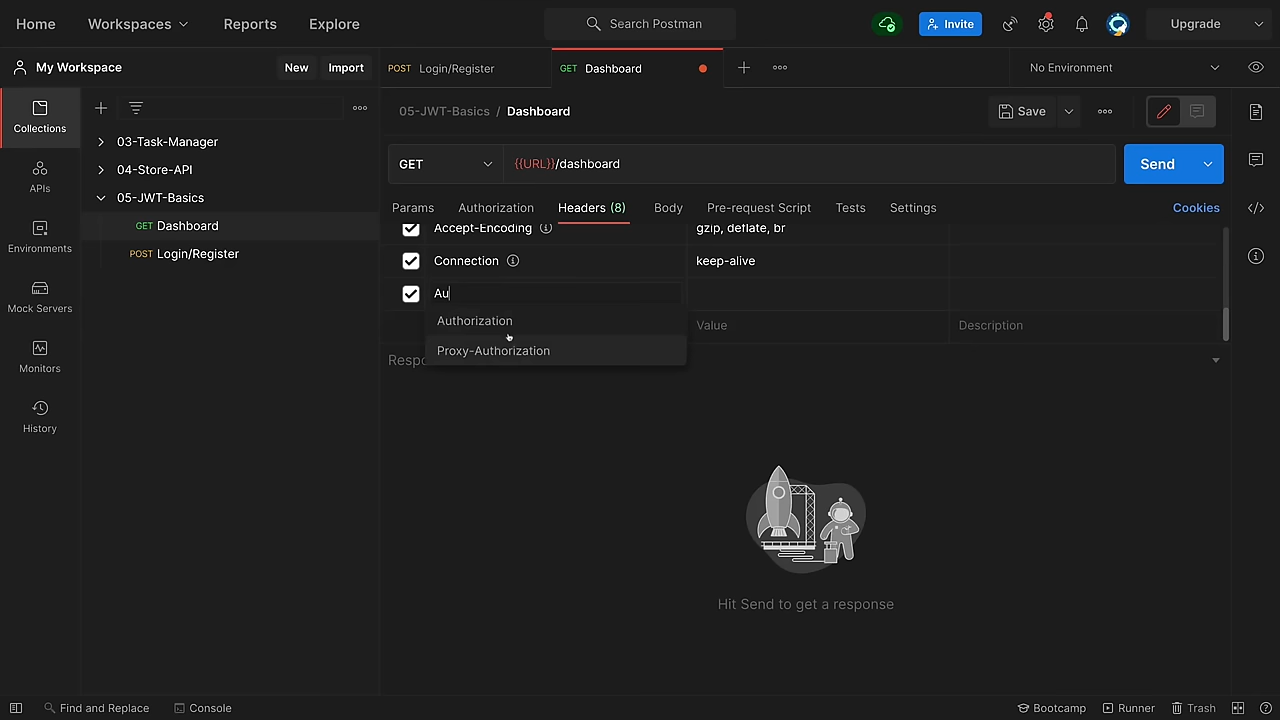 Home Workspaces Reports Explore Search Postman Invite Upgrade
My Workspace New Import
POST Login/Register GET Dashboard No Environment
Collections
APIs
Environments
Mock Servers
Monitors
History
03-Task-Manager
04-Store-API
05-JWT-Basics
GET Dashboard
POST Login/Register
05-JWT-Basics / Dashboard Save
GET {{URL}}/dashboard Send
Params Authorization Headers (8) Body Pre-request Script Tests Settings Cookies
Accept-Encoding gzip, deflate, br
Connection keep-alive
Au
Authorization
Value Description
Proxy-Authorization
Respo
Hit Send to get a response
Find and Replace Console Bootcamp Runner Trash